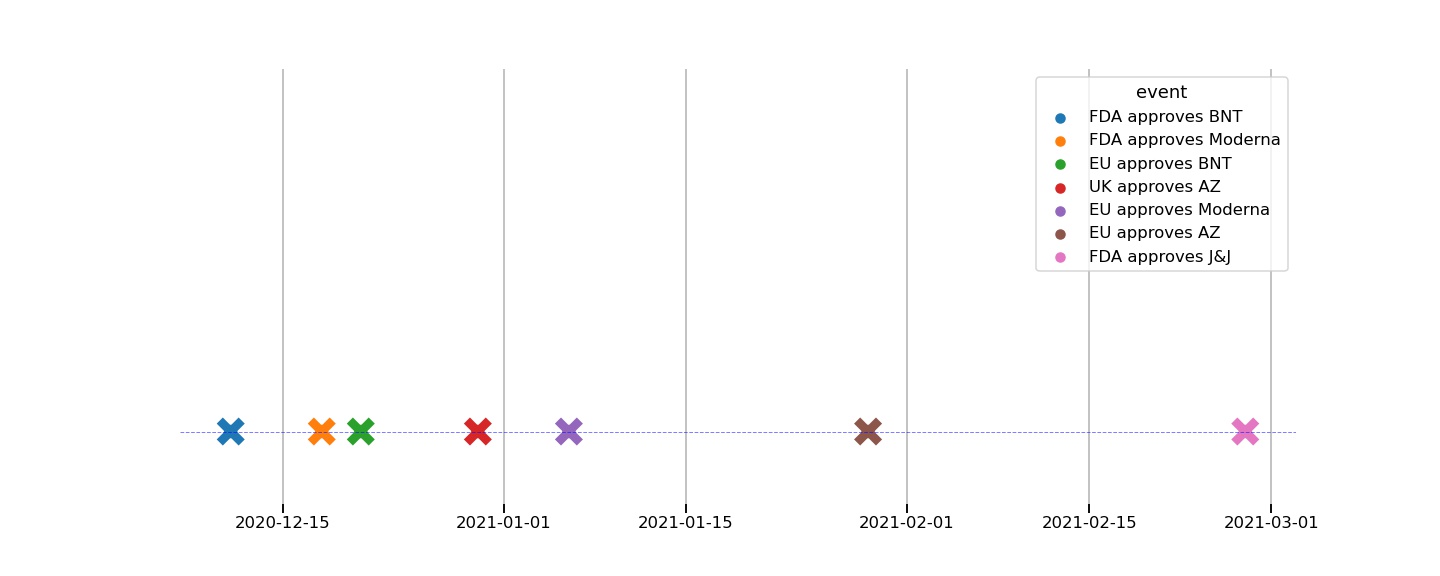 event
FDA approves BNT
FDA approves Moderna
EU approves BNT
UK approves AZ
EU approves Moderna
EU approves AZ
FDA approves J&J
2020-12-15
2021-01-01
2021-01-15
2021-02-01
2021-02-15
2021-03-01